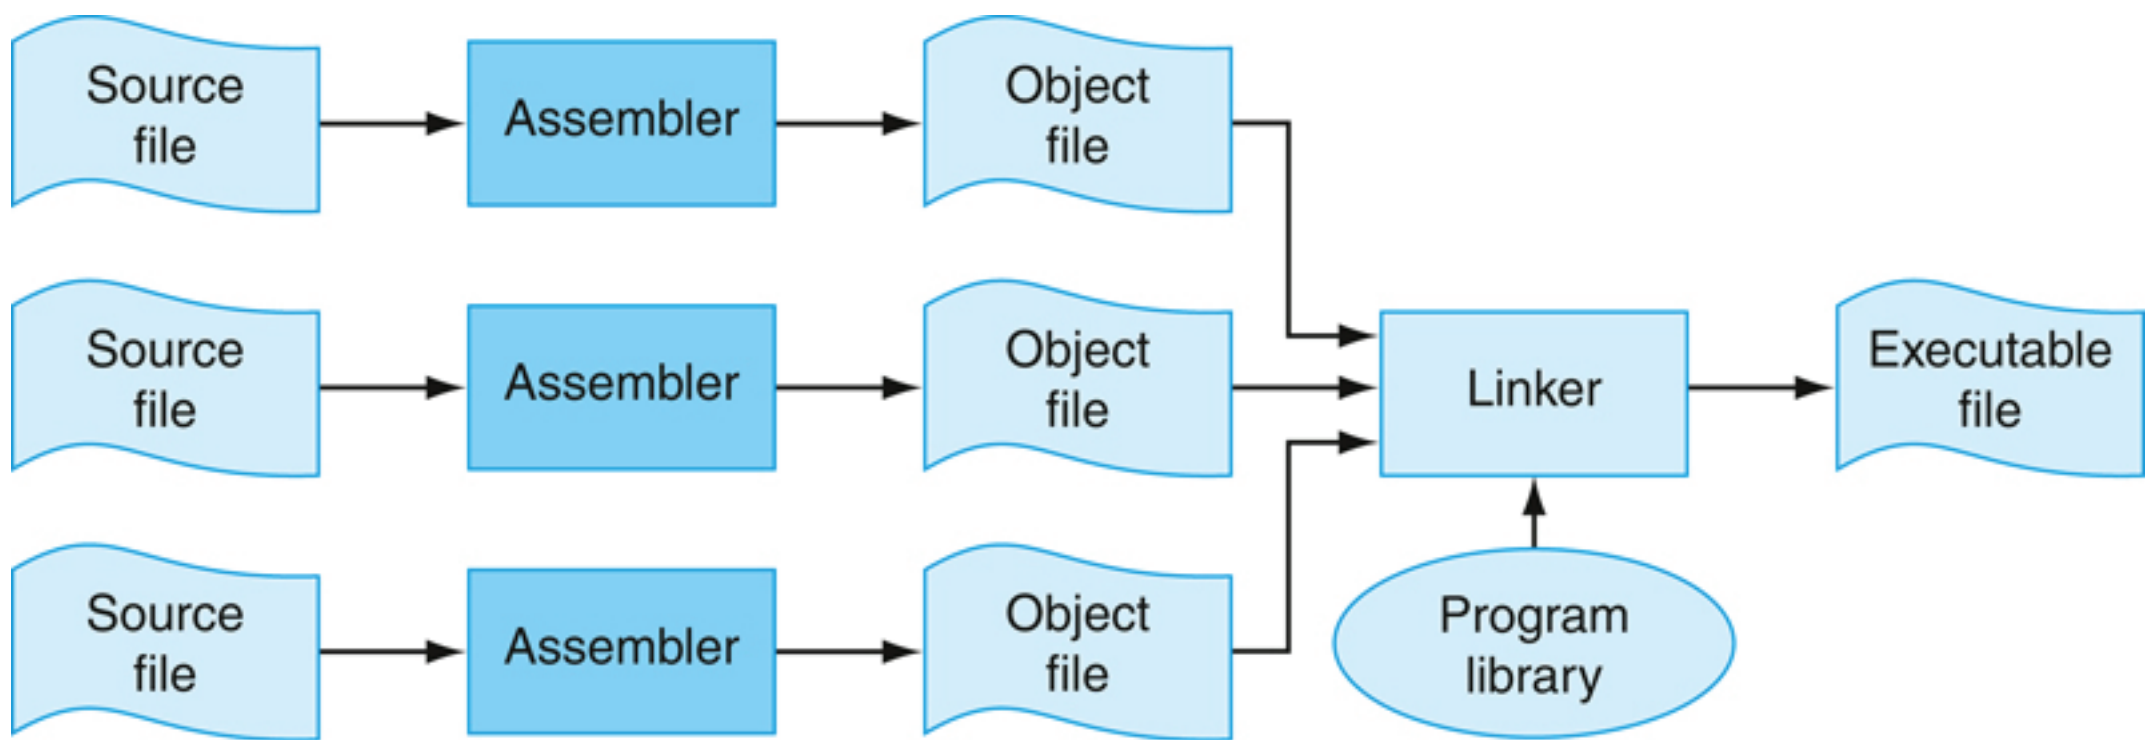 Source
file
Assembler
Object
file
Source
file
Assembler
Object
file
Linker
Executable
file
Source
file
Assembler
Object
file
Program
library